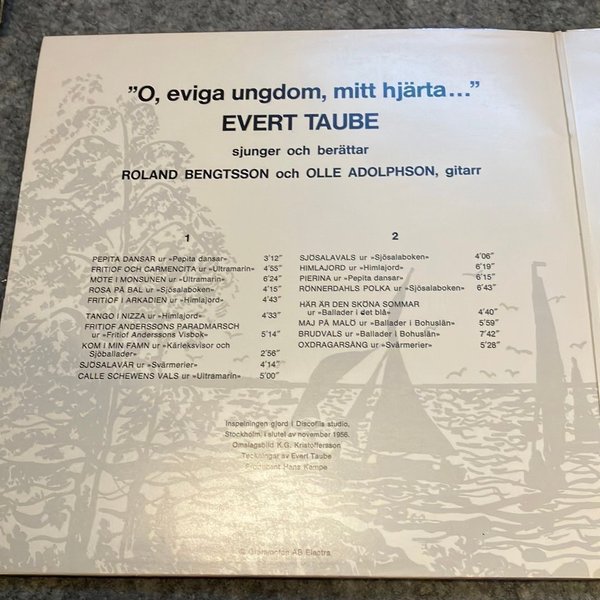 ”O, eviga ungdom, mitt hjärta...”
EVERT TAUBE
sjunger och berättar
ROLAND BENGTSSON och OLLE ADOLPHSON, gitarr
1
PEPITA DANSAR ur »Pepita dansar» 3’12”
FRITIOF OCH CARMENCITA ur »Ultramarin» 4’55”
MÖTE I MONSUNEN ur »Ultramarin» 6’24”
ROSA PÅ BAL ur »Sjösalaboken» 4’15”
FRITIOF I ARKADIEN ur »Himlajord» 4’43”
TANGO I NIZZA ur »Himlajord» 4’33”
FRITIOF ANDERSSONS PARADMARSCH
ur »Fritiof Anderssons Visbok» 5’14”
KOM I MIN FAMN ur »Kärleksvisor och
Sjöballader» 2’56”
SJÖSALAVÅR ur »Svärmerier» 4’14”
CALLE SCHEWENS VALS ur »Ultramarin» 5’00”
2
SJÖSALAVALS ur »Sjösalaboken» 4’06”
HIMLAJORD ur »Himlajord» 6’19”
PIERINA ur »Pepita dansar» 6’15”
RÖNNERDAHLS POLKA ur »Sjösalaboken» 6’43”
HÄR ÄR DEN SKÖNA SOMMAR
ur »Ballader i det blå» 4’40”
MAJ PÅ MALÖ ur »Ballader i Bohuslän» 5’59”
BRUDVALS ur »Ballader i Bohuslän» 7’42”
OXDRAGARSÅNG ur »Svärmerier» 5’28”
Inspelningen gjord i Discofils studio,
Stockholm, i slutet av november 1956.
Omslagsbild K.G. Kristoffersson
Teckningar av Evert Taube
Producent Hans Kempe
© Grammofon AB Electra